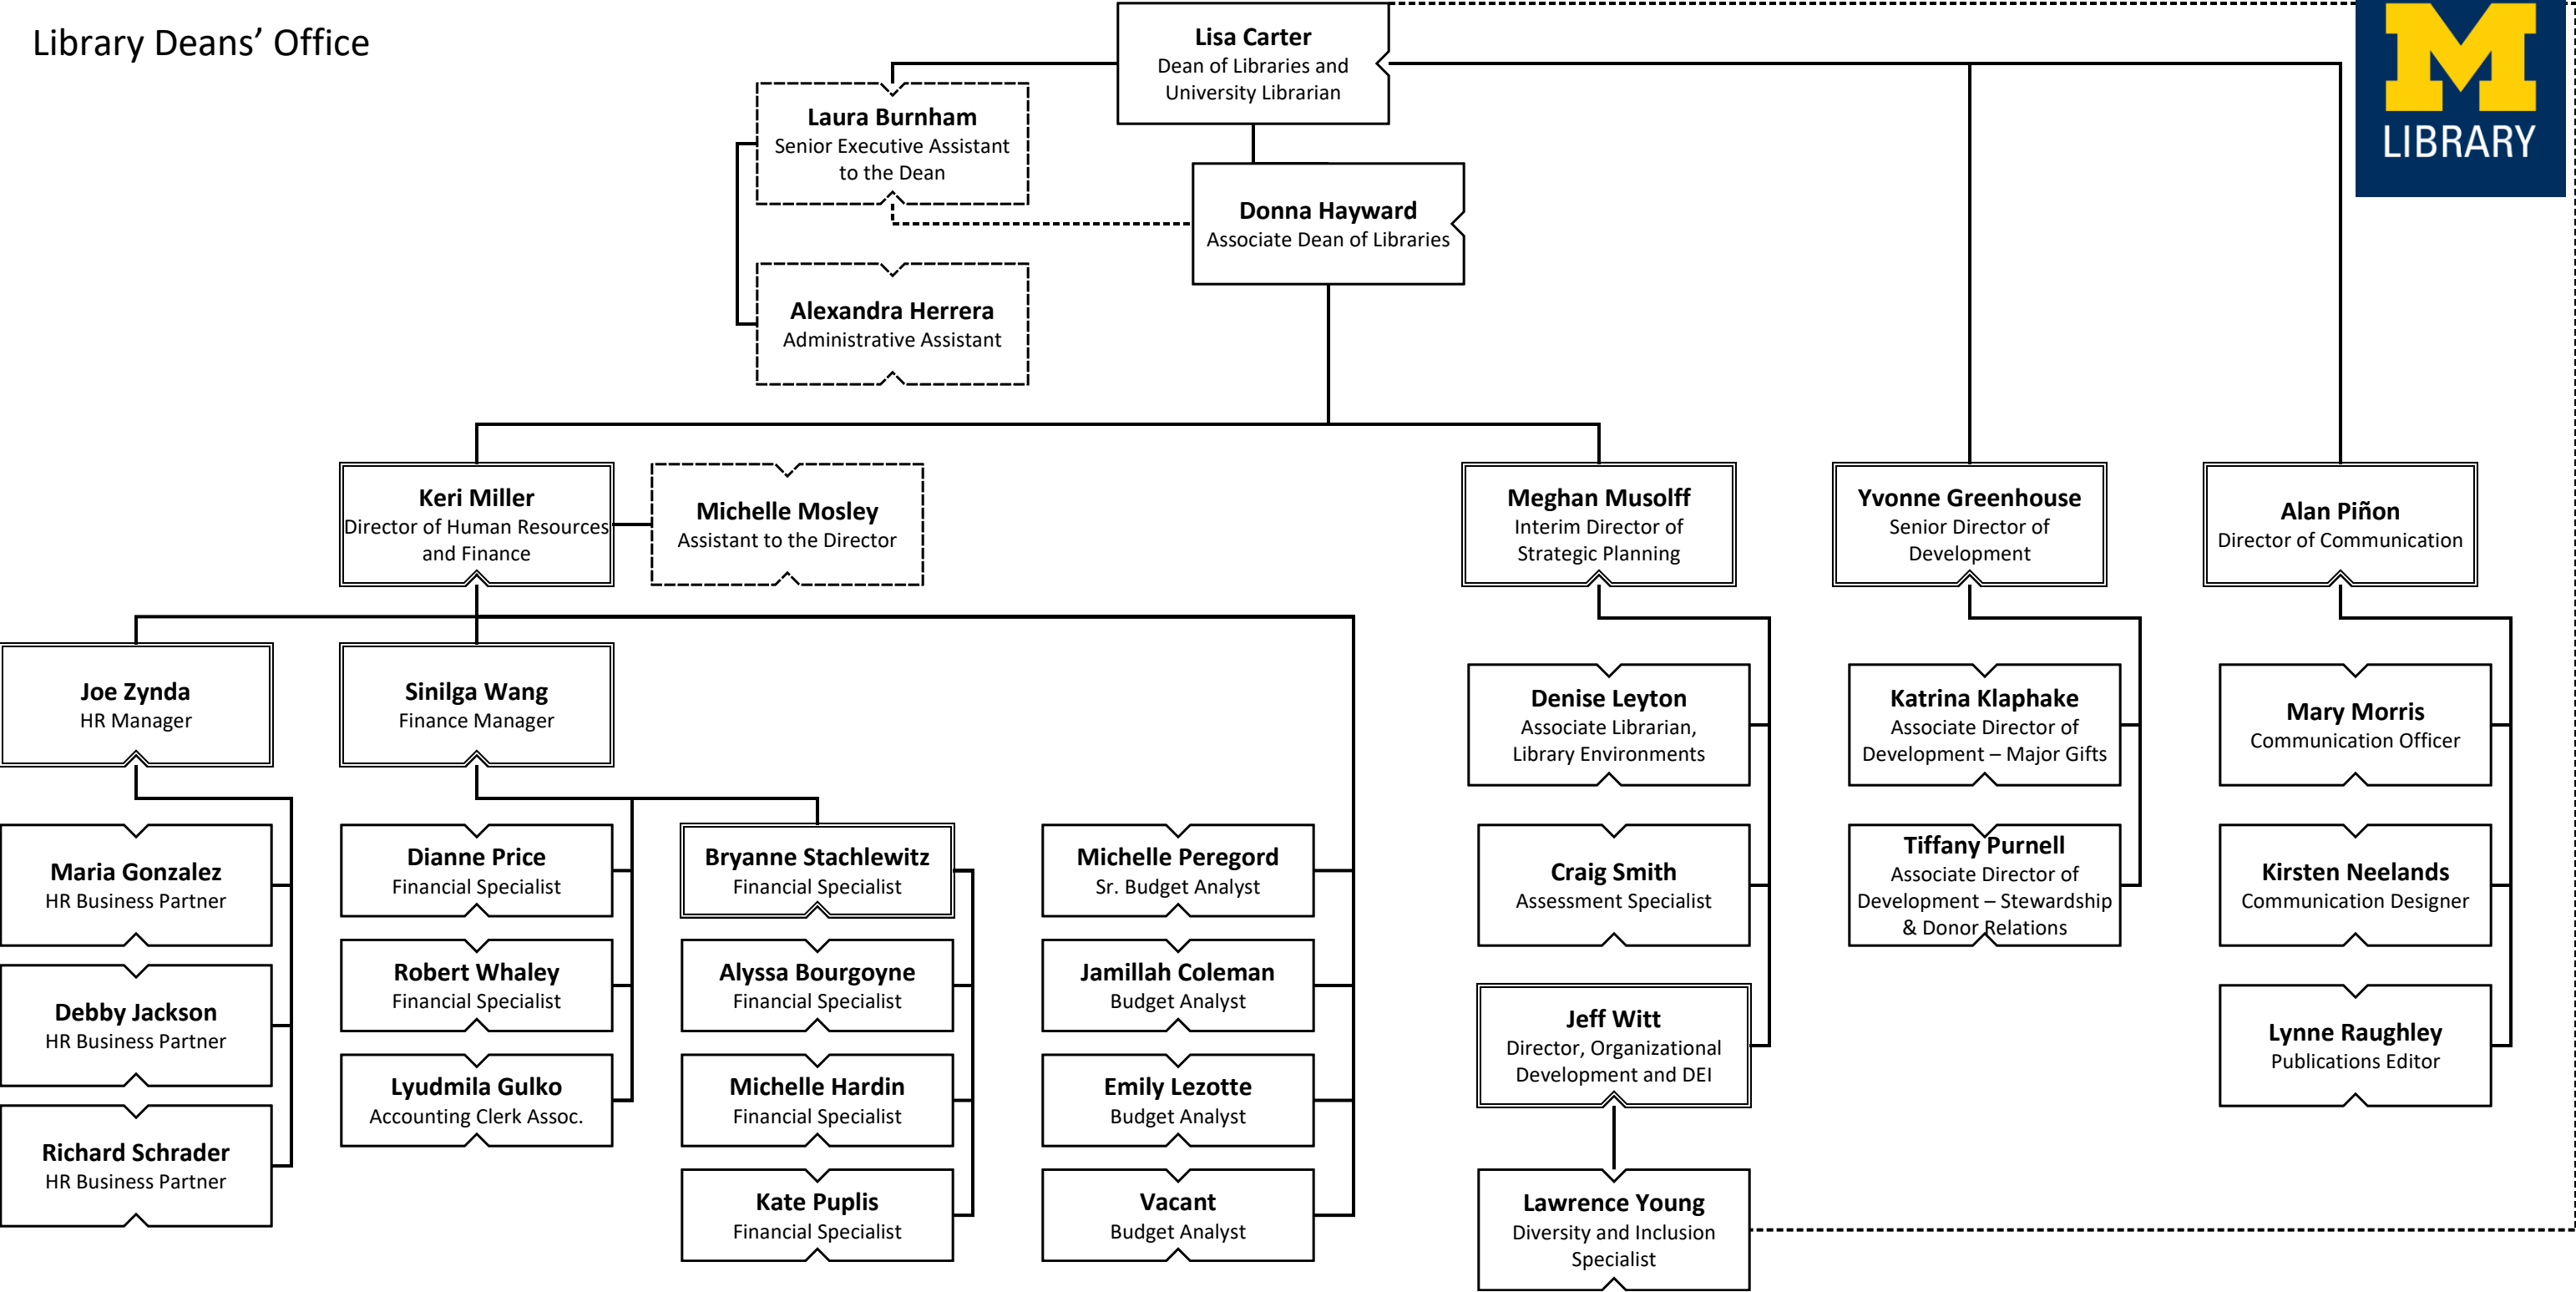 Library Deans’ Office
Lisa Carter
Dean of Libraries and
University Librarian
M
LIBRARY
Laura Burnham
Senior Executive Assistant
to the Dean
Donna Hayward
Associate Dean of Libraries
Alexandra Herrera
Administrative Assistant
Keri Miller
Director of Human Resources
and Finance
Michelle Mosley
Assistant to the Director
Meghan Musolff
Interim Director of
Strategic Planning
Yvonne Greenhouse
Senior Director of
Development
Alan Piñon
Director of Communication
Joe Zynda
HR Manager
Sinilga Wang
Finance Manager
Denise Leyton
Associate Librarian,
Library Environments
Katrina Klaphake
Associate Director of
Development – Major Gifts
Mary Morris
Communication Officer
Maria Gonzalez
HR Business Partner
Debby Jackson
HR Business Partner
Richard Schrader
HR Business Partner
Dianne Price
Financial Specialist
Robert Whaley
Financial Specialist
Lyudmila Gulko
Accounting Clerk Assoc.
Bryanne Stachlewitz
Financial Specialist
Alyssa Bourgoyne
Financial Specialist
Michelle Hardin
Financial Specialist
Kate Puplis
Financial Specialist
Michelle Peregord
Sr. Budget Analyst
Jamillah Coleman
Budget Analyst
Emily Lezotte
Budget Analyst
Vacant
Budget Analyst
Craig Smith
Assessment Specialist
Jeff Witt
Director, Organizational
Development and DEI
Lawrence Young
Diversity and Inclusion
Specialist
Tiffany Purnell
Associate Director of
Development – Stewardship
& Donor Relations
Kirsten Neelands
Communication Designer
Lynne Raughley
Publications Editor